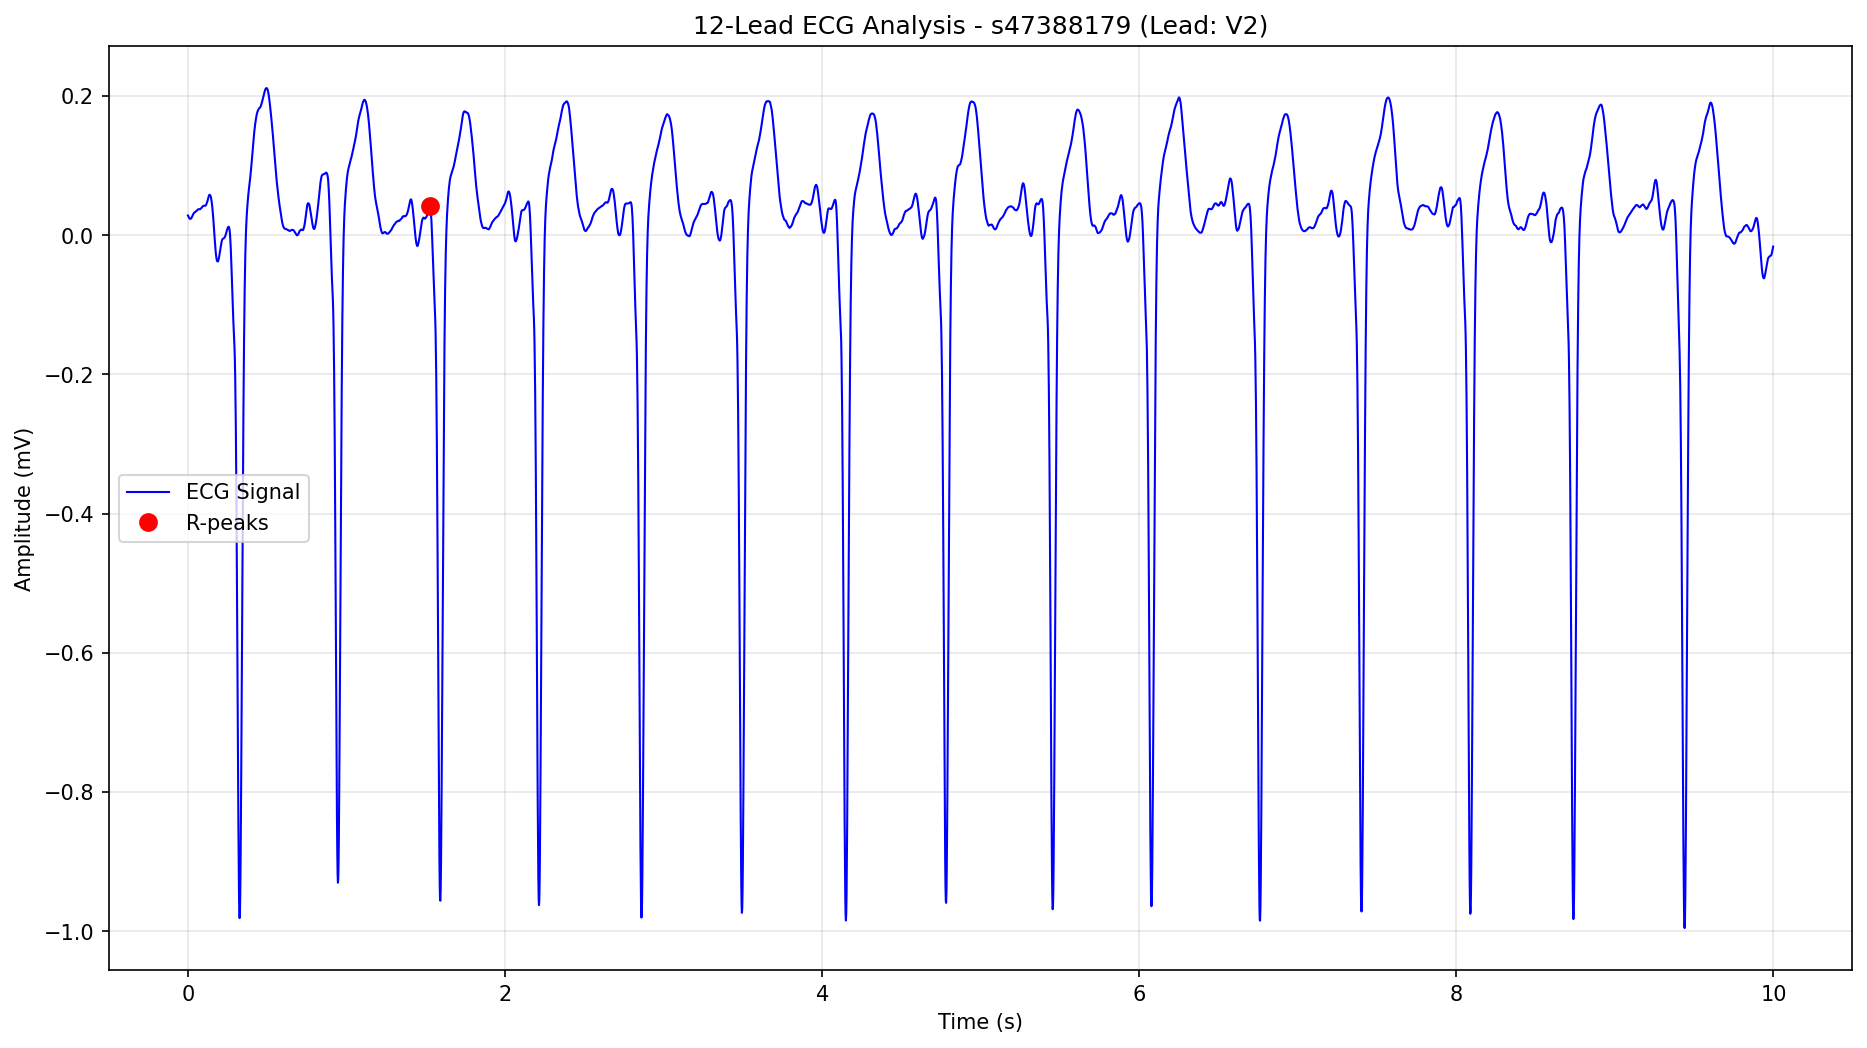 12-Lead ECG Analysis - s47388179 (Lead: V2)
0.2
0.0
−0.2
−0.4
−0.6
−0.8
−1.0
Amplitude (mV)
ECG Signal
R-peaks
0
2
4
6
8
10
Time (s)